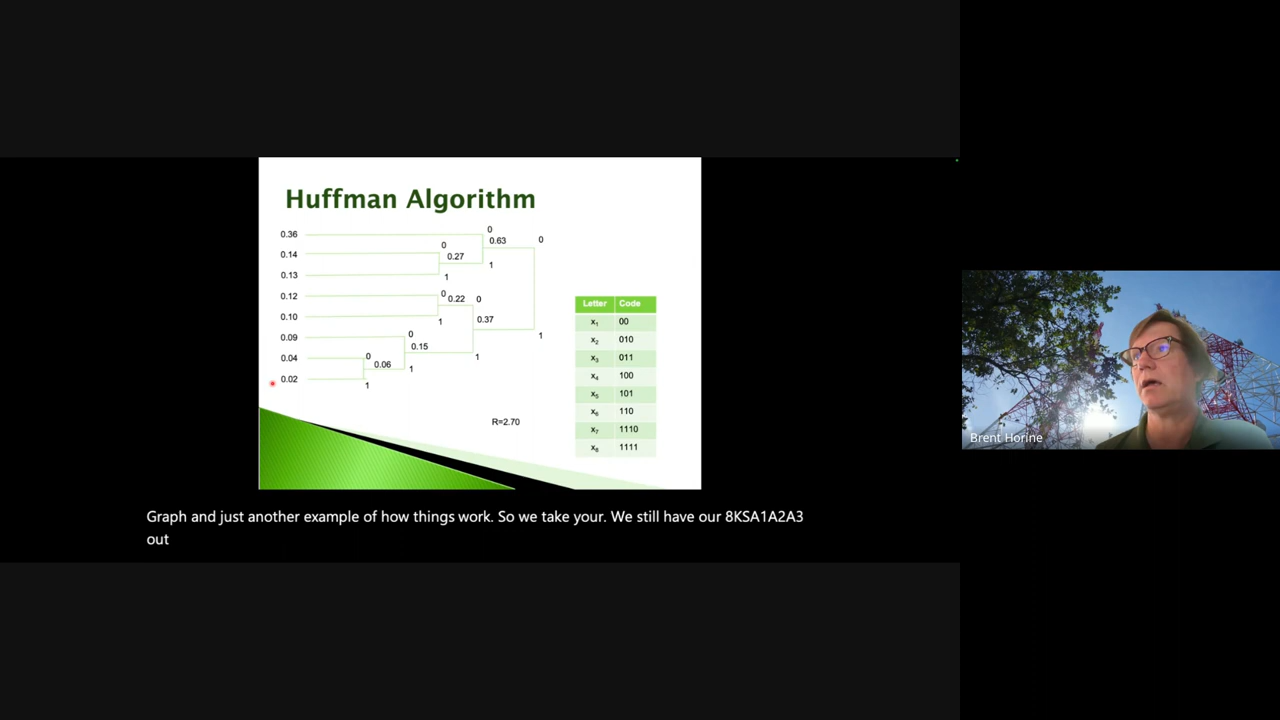 Huffman Algorithm
0.36
0.14
0.13
0.12
0.10
0.09
0.04
0.02
0
0.63
0
0
0.27
1
1
0
0.22
0
1
0.37
1
0
0.15
1
0
0.06
1
1
R=2.70
Letter Code
x1 00
x2 010
x3 011
x4 100
x5 101
x6 110
x7 1110
x8 1111
Brent Horine
Graph and just another example of how things work. So we take your. We still have our 8KSA1A2A3
out